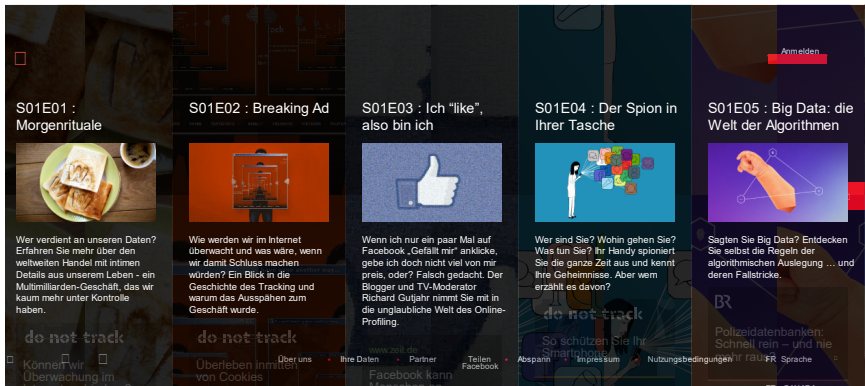 Anmelden
S01E01 :
Morgenrituale
Wer verdient an unseren Daten?
Erfahren Sie mehr über den
weltweiten Handel mit intimen
Details aus unserem Leben - ein
Multimilliarden-Geschäft, das wir
kaum mehr unter Kontrolle
haben.
do not track
Können wir
Überwachung im
S01E02 : Breaking Ad
Wie werden wir im Internet
überwacht und was wäre, wenn
wir damit Schluss machen
würden? Ein Blick in die
Geschichte des Tracking und
warum das Ausspähen zum
Geschäft wurde.
do not track
Überleben inmitten
von Cookies
S01E03 : Ich “like”,
also bin ich
Wenn ich nur ein paar Mal auf
Facebook „Gefällt mir“ anklicke,
gebe ich doch nicht viel von mir
preis, oder? Falsch gedacht. Der
Blogger und TV-Moderator
Richard Gutjahr nimmt Sie mit in
die unglaubliche Welt des Online-
Profiling.
www.zeit.de
Facebook kann
S01E04 : Der Spion in
Ihrer Tasche
Wer sind Sie? Wohin gehen Sie?
Was tun Sie? Ihr Handy spioniert
Sie die ganze Zeit aus und kennt
Ihre Geheimnisse. Aber wem
erzählt es davon?
do not track
So schützen Sie Ihr
Smartphone
S01E05 : Big Data: die
Welt der Algorithmen
Sagten Sie Big Data? Entdecken
Sie selbst die Regeln der
algorithmischen Auslegung ... und
deren Fallstricke.
BR
Polizeidatenbanken:
Schnell rein – und nie
mehr raus?
Über uns • Ihre Daten • Partner Teilen • Abspann • Impressum • Nutzungsbedingungen FR Sprache
Facebook